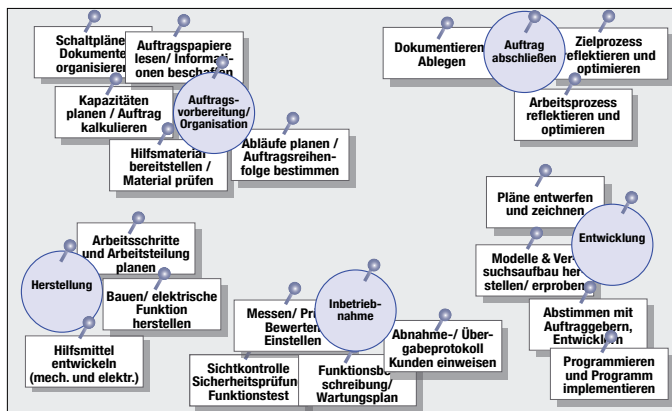 Schaltpläne
Dokumente
organisieren
Auftragspapiere
lesen/ Informati-
onen beschaffen
Kapazitäten
planen / Auftrag
kalkulieren
Auftrags-
vorbereitung/
Organisation
Hilfsmaterial
bereitstellen /
Material prüfen
Abläufe planen /
Auftragsreihen-
folge bestimmen
Dokumentieren
Ablegen
Auftrag
abschließen
Zielprozess
reflektieren und
optimieren
Arbeitsprozess
reflektieren und
optimieren
Pläne entwerfen
und zeichnen
Entwicklung
Modelle & Ver-
suchsaufbau her-
stellen/ erproben
Abstimmen mit
Auftraggebern,
Entwicklern
Programmieren
und Programm
implementieren
Herstellung
Arbeitsschritte
und Arbeitsteilung
planen
Bauen/ elektrische
Funktion
herstellen
Hilfsmittel
entwickeln
(mech. und elektr.)
Inbetrieb-
nahme
Messen/
Bewerten
Einstellen
Sichtkontrolle
Sicherheitsprüfung
Funktionstest
Funktionsbe
schreibung/
Wartungsplan
Abnahme-/ Über-
gabeprotokoll
Kunden einweisen